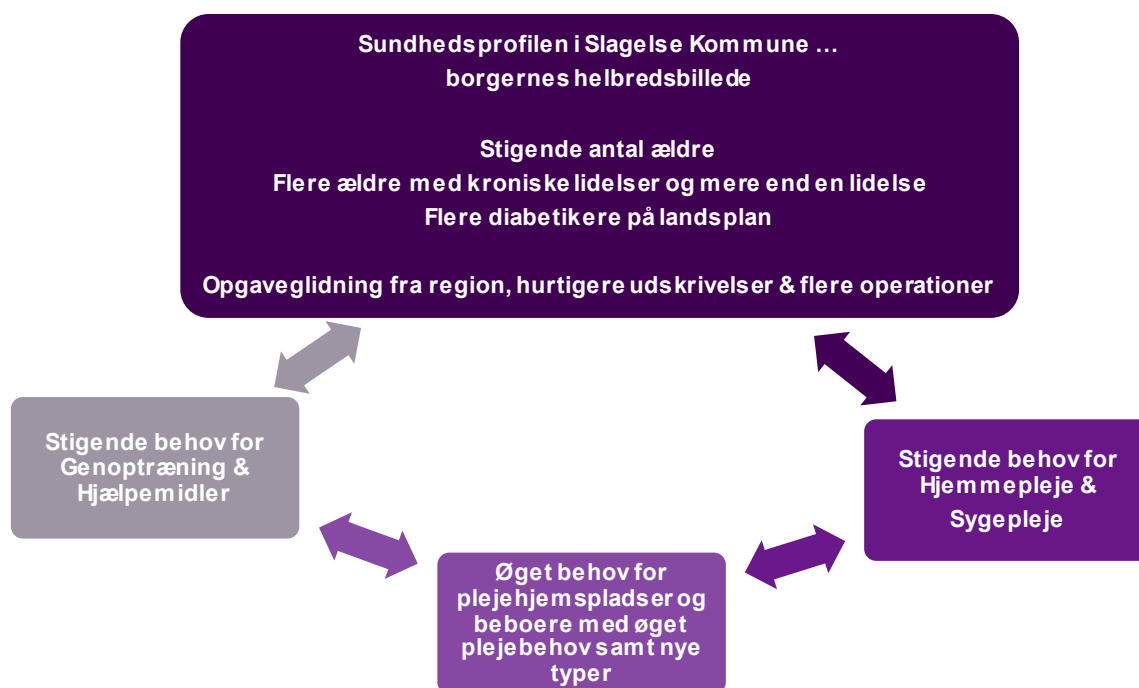 Sundhedsprofilen i Slagelse Kommune …
borgernes helbredsbillede
Stigende antal ældre
Flere ældre med kroniske lidelser og mere end en lidelse
Flere diabetikere på landsplan
Opgaveglidning fra region, hurtigere udskrivelser & flere operationer
Stigende behov for
Genoptræning &
Hjælpemidler
Stigende behov for
Hjemmepleje &
Sygepleje
Øget behov for
plejehjemspladser og
beboere med øget
plejebehov samt nye
typer